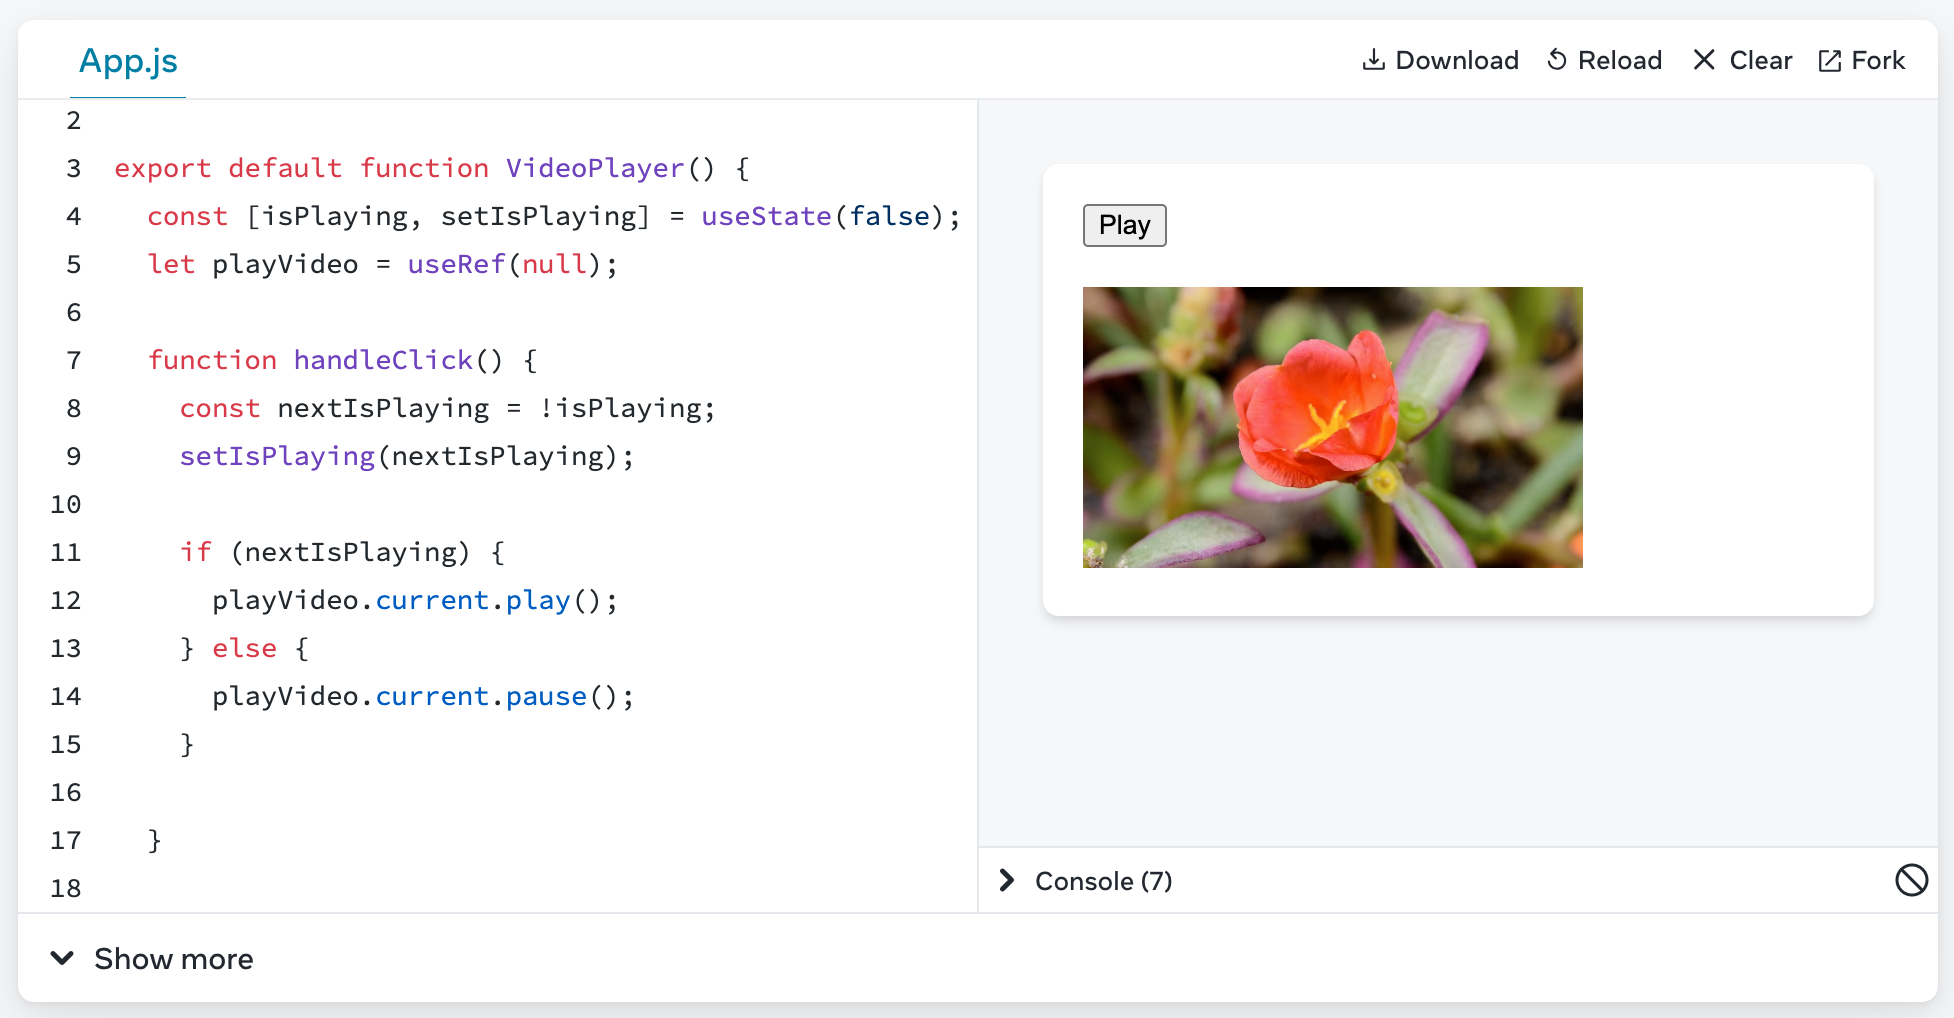 App.js
Download Reload Clear Fork
2
3 export default function VideoPlayer() {
4   const [isPlaying, setIsPlaying] = useState(false);
5   let playVideo = useRef(null);
6
7   function handleClick() {
8     const nextIsPlaying = !isPlaying;
9     setIsPlaying(nextIsPlaying);
10
11     if (nextIsPlaying) {
12       playVideo.current.play();
13     } else {
14       playVideo.current.pause();
15     }
16
17   }
18
Play
Console (7)
Show more